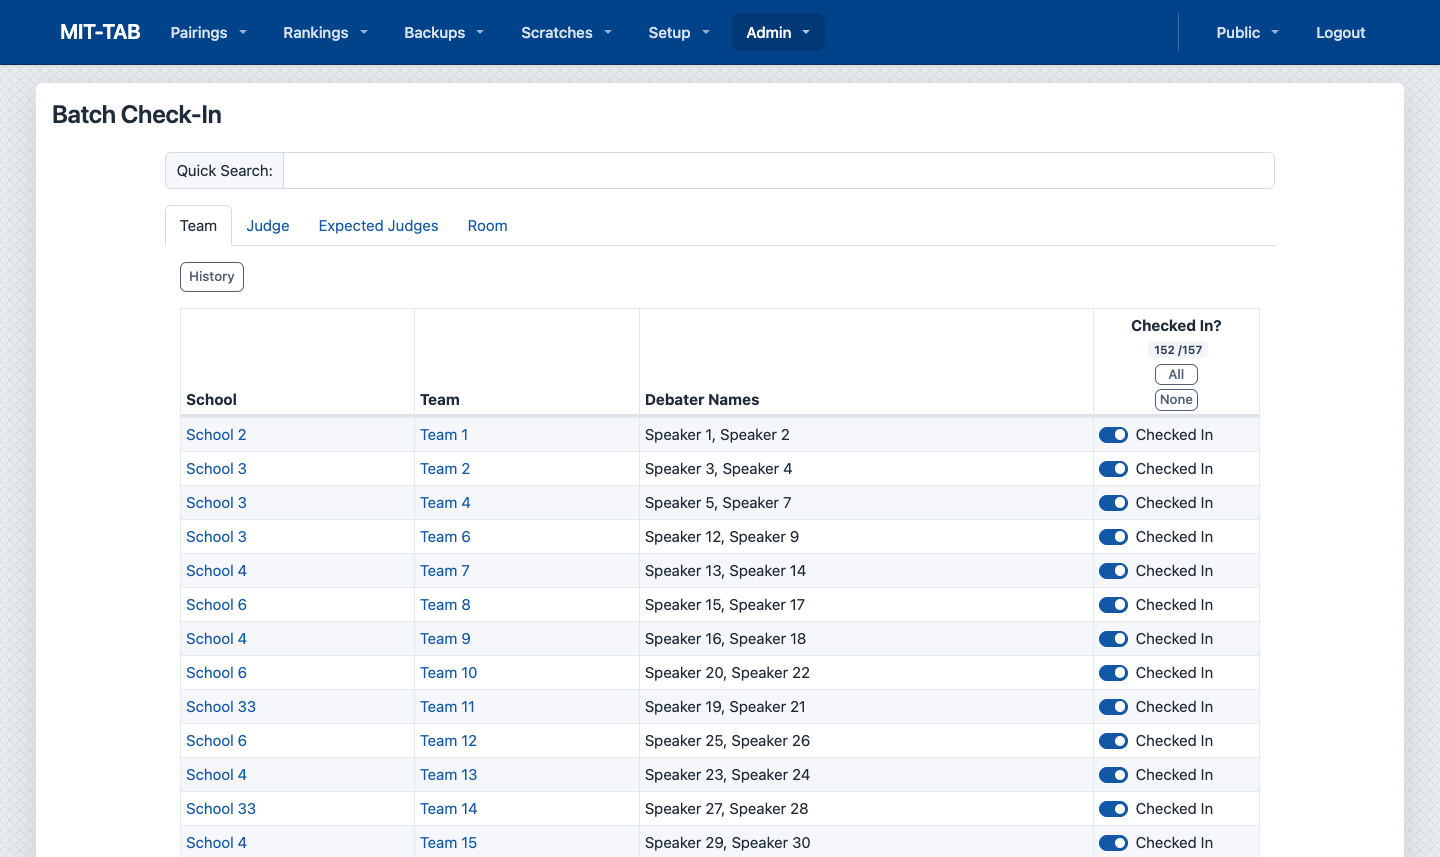 MIT-TAB Pairings Rankings Backups Scratches Setup Admin Public Logout
Batch Check-In
Quick Search:
Team Judge Expected Judges Room
History
Checked In?
152 /157
All
None
School Team Debater Names
School 2 Team 1 Speaker 1, Speaker 2 Checked In
School 3 Team 2 Speaker 3, Speaker 4 Checked In
School 3 Team 4 Speaker 5, Speaker 7 Checked In
School 3 Team 6 Speaker 12, Speaker 9 Checked In
School 4 Team 7 Speaker 13, Speaker 14 Checked In
School 6 Team 8 Speaker 15, Speaker 17 Checked In
School 4 Team 9 Speaker 16, Speaker 18 Checked In
School 6 Team 10 Speaker 20, Speaker 22 Checked In
School 33 Team 11 Speaker 19, Speaker 21 Checked In
School 6 Team 12 Speaker 25, Speaker 26 Checked In
School 4 Team 13 Speaker 23, Speaker 24 Checked In
School 33 Team 14 Speaker 27, Speaker 28 Checked In
School 4 Team 15 Speaker 29, Speaker 30 Checked In